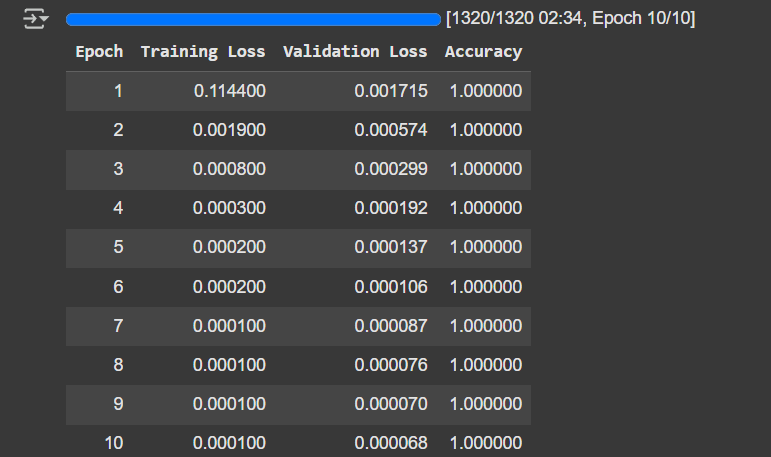 [1320/1320 02:34, Epoch 10/10]
Epoch Training Loss Validation Loss Accuracy
1 0.114400 0.001715 1.000000
2 0.001900 0.000574 1.000000
3 0.000800 0.000299 1.000000
4 0.000300 0.000192 1.000000
5 0.000200 0.000137 1.000000
6 0.000200 0.000106 1.000000
7 0.000100 0.000087 1.000000
8 0.000100 0.000076 1.000000
9 0.000100 0.000070 1.000000
10 0.000100 0.000068 1.000000